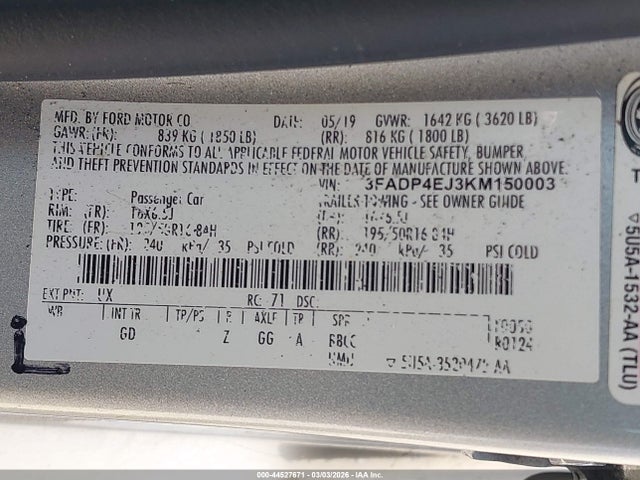 MFD. BY FORD MOTOR CO. DATE: 05/19 GVWR: 1642 KG ( 3620 LB)
GAWR: (FR): 839 KG ( 1850 LB) (RR): 816 KG ( 1800 LB)
THIS VEHICLE CONFORMS TO ALL APPLICABLE FEDERAL MOTOR VEHICLE SAFETY, BUMPER
AND THEFT PREVENTION STANDARDS IN EFFECT ON THE DATE OF MANUFACTURE SHOWN ABOVE.
VIN: 3FADP4EJ3KM150003
TYPE: Passenger Car TRAILER TOWING - SEE OWNER GUIDE
RIM: (FR)
TIRE: (FR) (RR): 195/50R16 84H
PRESSURE: (FR): 240 kPa/ 35 PSI COLD (RR): 240 kPa/ 35 PSI COLD
EXT PNT: UX RC: 71 DSO:
WB INT TR TP/PS R AXLE TR SPR
GD Z GG A BBCC
5U5A-1532-AA (TLU)
000-44527671 | 03/03/2026 | COPYRIGHT IAA, LLC